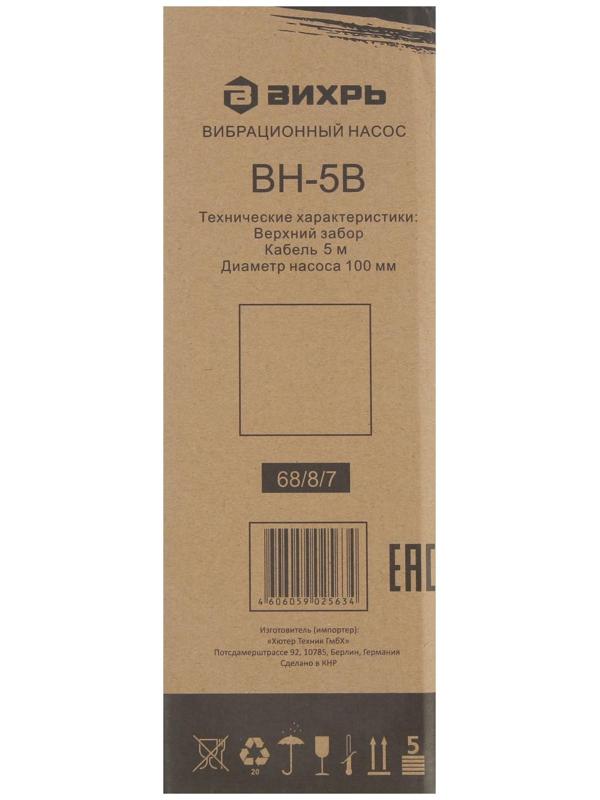 ВИХРЬ
ВИБРАЦИОННЫЙ НАСОС
ВН-5В
Технические характеристики:
Верхний забор
Кабель 5 м
Диаметр насоса 100 мм
68/8/7
4 606059 025634
EAC
Изготовитель (импортер):
«Хютер Техник ГмбХ»
Потсдамерштрассе 92, 10785, Берлин, Германия
Сделано в КНР
20
5